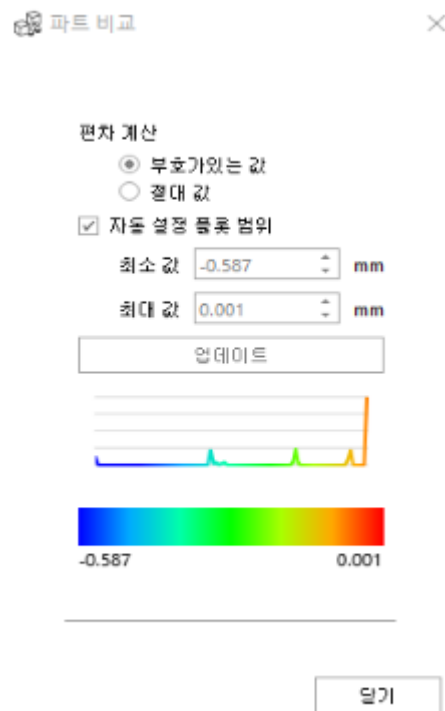 파트 비교
편차 계산
부호가있는 값
절대 값
자동 설정 플롯 범위
최소 값 -0.587 mm
최대 값 0.001 mm
업데이트
-0.587 0.001
닫기